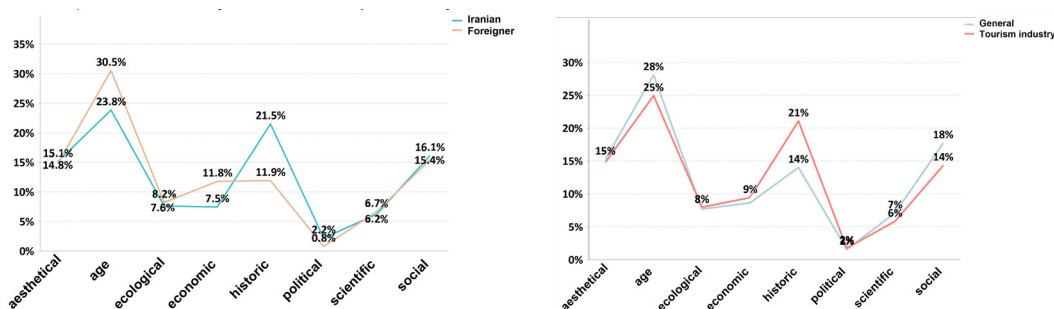 Iranian
Foreigner
35%
30%
25%
20%
15%
10%
5%
0%
30.5%
23.8%
21.5%
15.1%
14.8%
8.2%
7.6%
11.8%
7.5%
11.9%
2.2%
0.8%
6.7%
6.2%
16.1%
15.4%
aesthetical
age
ecological
economic
historic
political
scientific
social
General
Tourism industry
30%
25%
20%
15%
10%
5%
0%
28%
25%
15%
8%
9%
21%
14%
2%
7%
6%
18%
14%
aesthetical
age
ecological
economic
historic
political
scientific
social